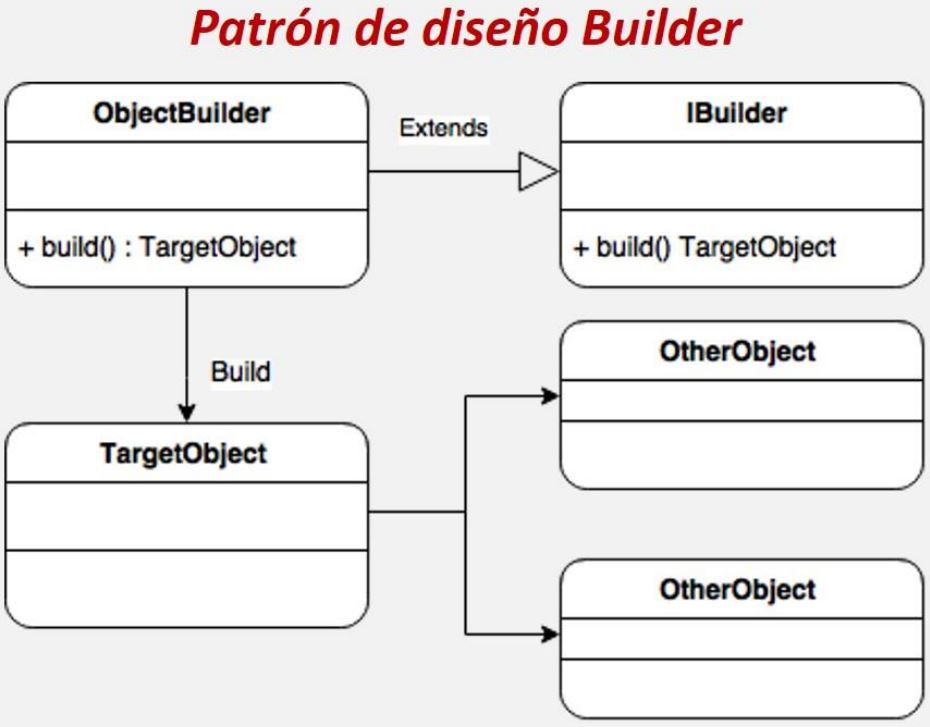 Patrón de diseño Builder
ObjectBuilder
+ build() : TargetObject
Extends
IBuilder
+ build() TargetObject
Build
TargetObject
OtherObject
OtherObject